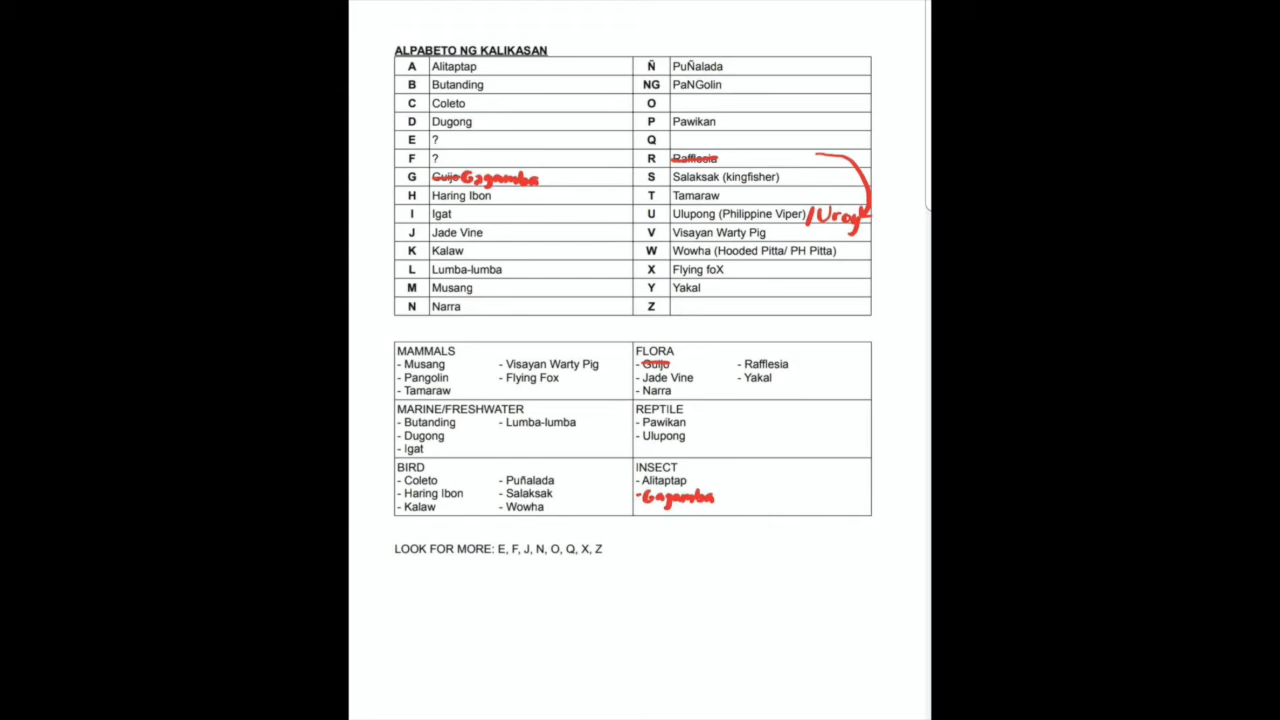 ALPABETO NG KALIKASAN
A Alitaptap
B Butanding
C Coleto
D Dugong
E ?
F ?
G Guijo Gagamba
H Haring Ibon
I Igat
J Jade Vine
K Kalaw
L Lumba-lumba
M Musang
N Narra
Ñ PuÑalada
NG PaNGolin
O
P Pawikan
Q
R Rafflesia
S Salaksak (kingfisher)
T Tamaraw
U Ulupong (Philippine Viper) /Uroy
V Visayan Warty Pig
W Wowha (Hooded Pitta/ PH Pitta)
X Flying foX
Y Yakal
Z
MAMMALS
- Musang - Visayan Warty Pig
- Pangolin - Flying Fox
- Tamaraw
FLORA
- Guijo - Rafflesia
- Jade Vine - Yakal
- Narra
MARINE/FRESHWATER
- Butanding - Lumba-lumba
- Dugong
- Igat
REPTILE
- Pawikan
- Ulupong
BIRD
- Coleto - Puñalada
- Haring Ibon - Salaksak
- Kalaw - Wowha
INSECT
- Alitaptap
- Gagamba
LOOK FOR MORE: E, F, J, N, O, Q, X, Z